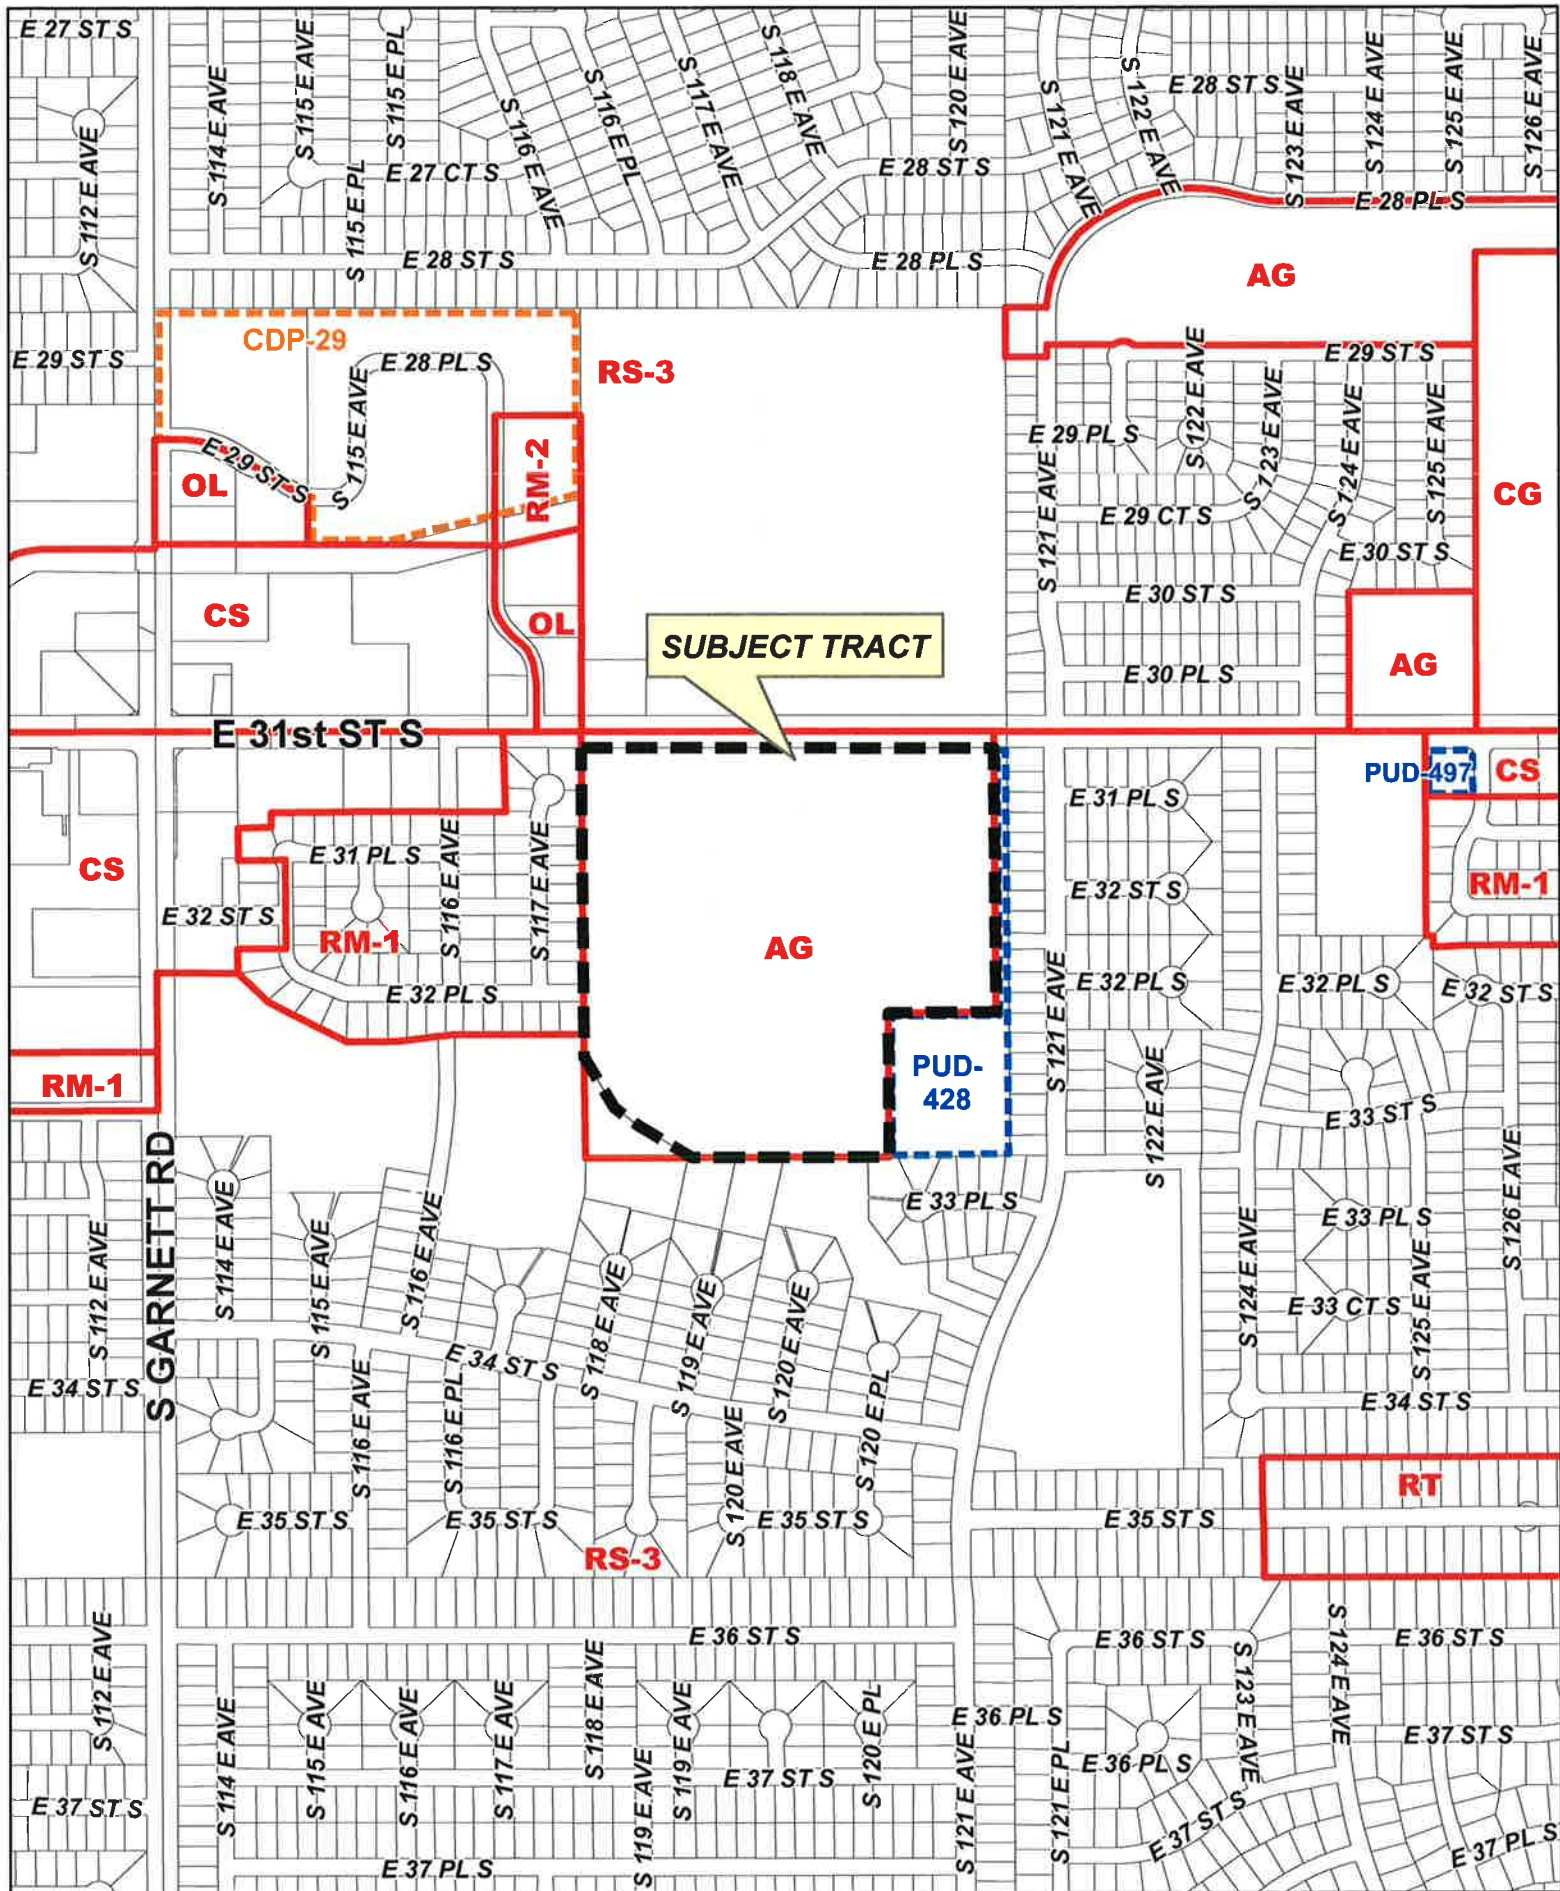 E 27 ST S
S 112 E AVE
S 114 E AVE
S 115 E AVE
S 115 E PL
S 115 E PL
E 27 CT S
S 116 E AVE
S 116 E PL
S 117 E AVE
S 118 E AVE
S 120 E AVE
E 28 ST S
E 28 ST S
E 28 PL S
S 121 E AVE
S 122 E AVE
E 28 ST S
S 123 E AVE
S 124 E AVE
S 125 E AVE
S 126 E AVE
E 28 PL S
AG
E 29 ST S
CDP-29
E 28 PL S
S 115 E AVE
E 29 ST S
OL
RM-2
RS-3
CS
OL
SUBJECT TRACT
E 29 ST S
S 122 E AVE
E 29 PL S
S 123 E AVE
S 124 E AVE
S 125 E AVE
S 121 E AVE
E 29 CT S
CG
E 30 ST S
E 30 ST S
E 30 PL S
AG
E 31st ST S
PUD-497
CS
E 31 PL S
CS
E 31 PL S
S 116 E AVE
S 117 E AVE
E 32 ST S
RM-1
E 32 PL S
AG
E 32 ST S
RM-1
S 121 E AVE
E 32 PL S
E 32 PL S
E 32 ST S
RM-1
PUD-
428
S 122 E AVE
E 33 ST S
S 126 E AVE
S GARNETT RD
S 112 E AVE
S 114 E AVE
S 115 E AVE
S 116 E AVE
E 33 PL S
E 33 PL S
S 124 E AVE
S 125 E AVE
E 33 CT S
E 34 ST S
E 34 ST S
S 118 E AVE
S 119 E AVE
S 120 E AVE
S 120 E PL
E 34 ST S
S 116 E AVE
S 116 E PL
S 120 E AVE
E 35 ST S
E 35 ST S
E 35 ST S
E 35 ST S
RT
RS-3
E 36 ST S
E 36 ST S
E 36 ST S
S 112 E AVE
S 114 E AVE
S 115 E AVE
S 116 E AVE
S 117 E AVE
S 118 E AVE
S 119 E AVE
S 119 E AVE
S 120 E PL
E 36 PL S
S 121 E AVE
S 121 E PL
E 36 PL S
S 123 E AVE
S 124 E AVE
E 37 ST S
E 37 ST S
E 37 ST S
E 37 ST S
E 37 PL S
E 37 PL S